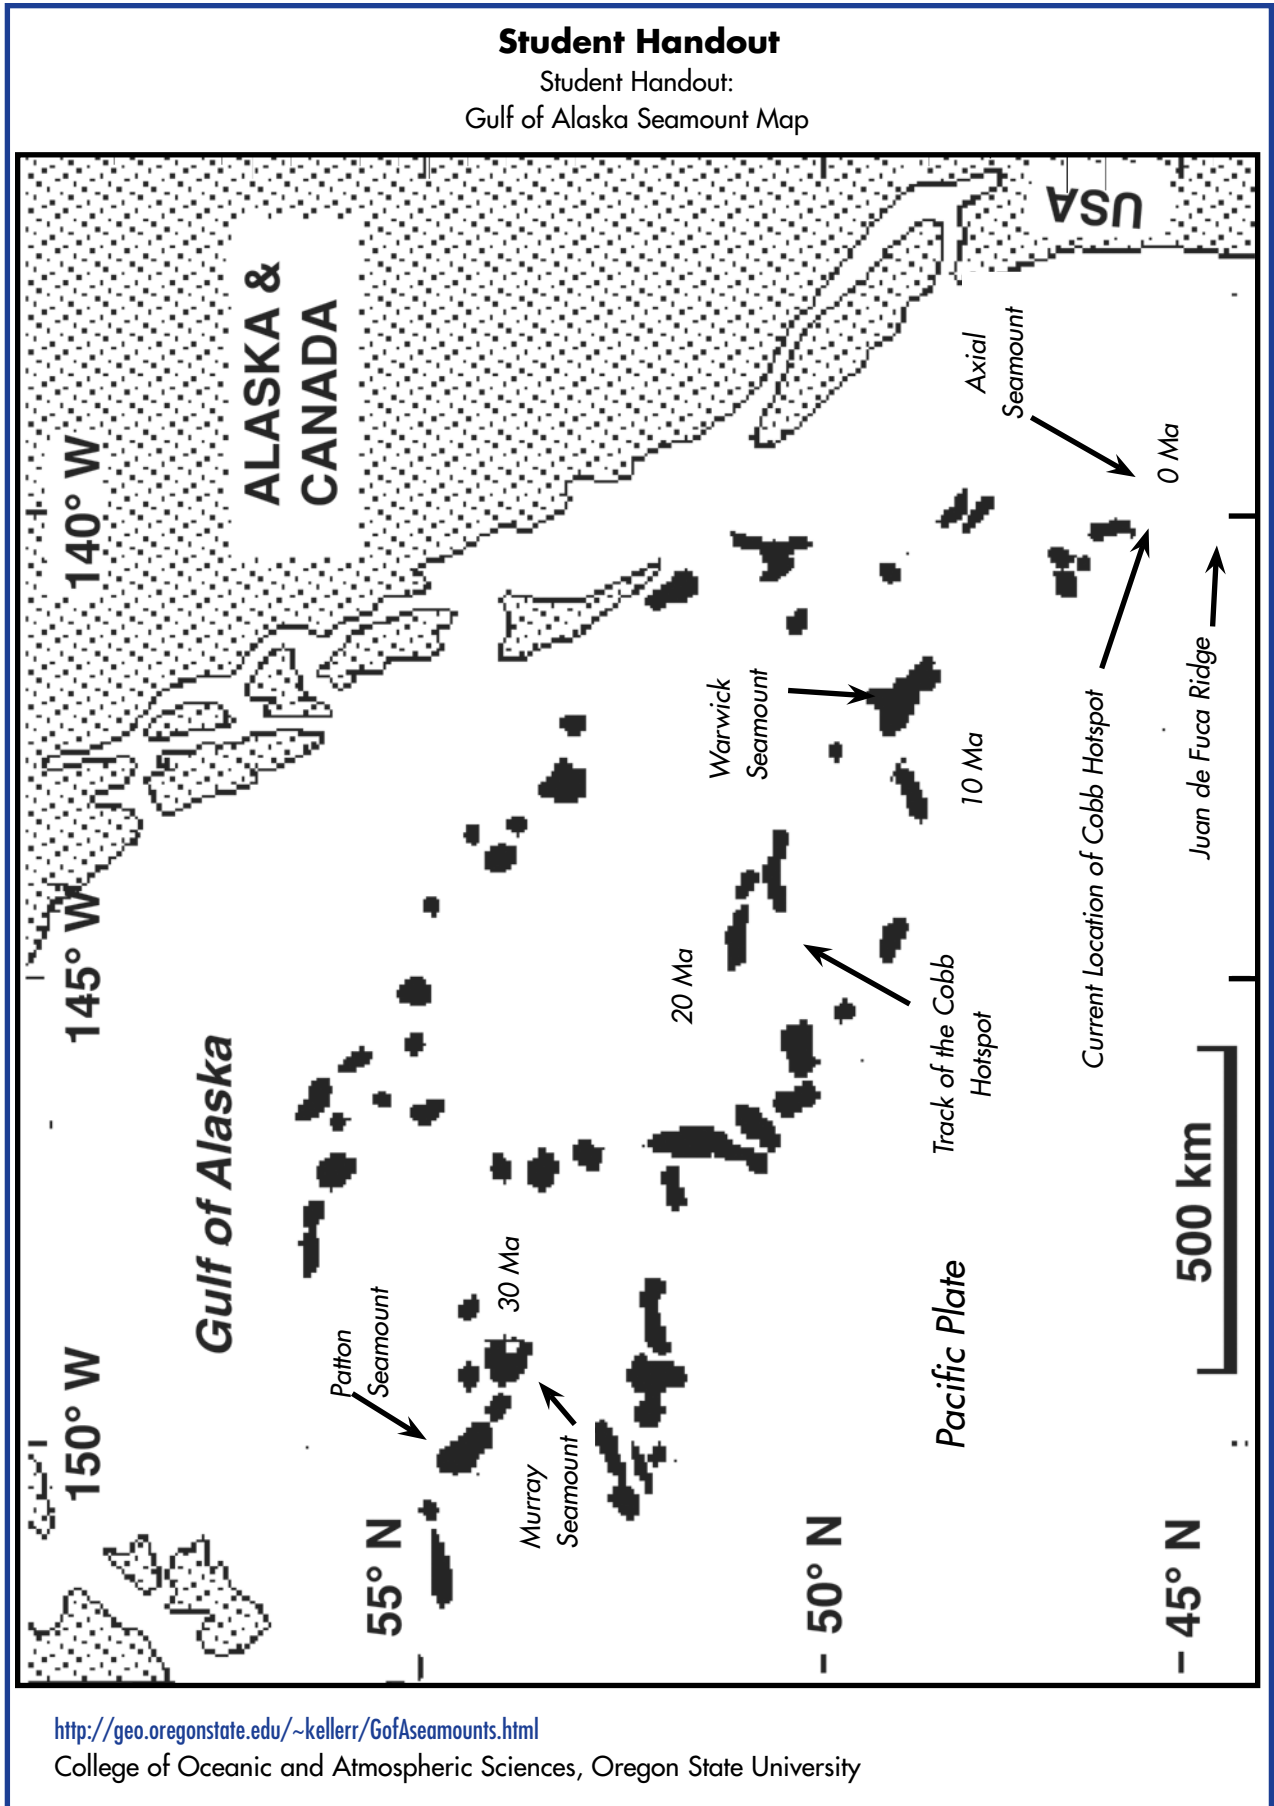 Student Handout
Student Handout:
Gulf of Alaska Seamount Map
USA
ALASKA &
CANADA
140° W
145° W
150° W
Gulf of Alaska
Axial
Seamount
0 Ma
Warwick
Seamount
10 Ma
20 Ma
Track of the Cobb
Hotspot
Current Location of Cobb Hotspot
Juan de Fuca Ridge
30 Ma
Patton
Seamount
Murray
Seamount
Pacific Plate
500 km
55° N
50° N
45° N
http://geo.oregonstate.edu/~kellerr/GofAseamounts.html
College of Oceanic and Atmospheric Sciences, Oregon State University